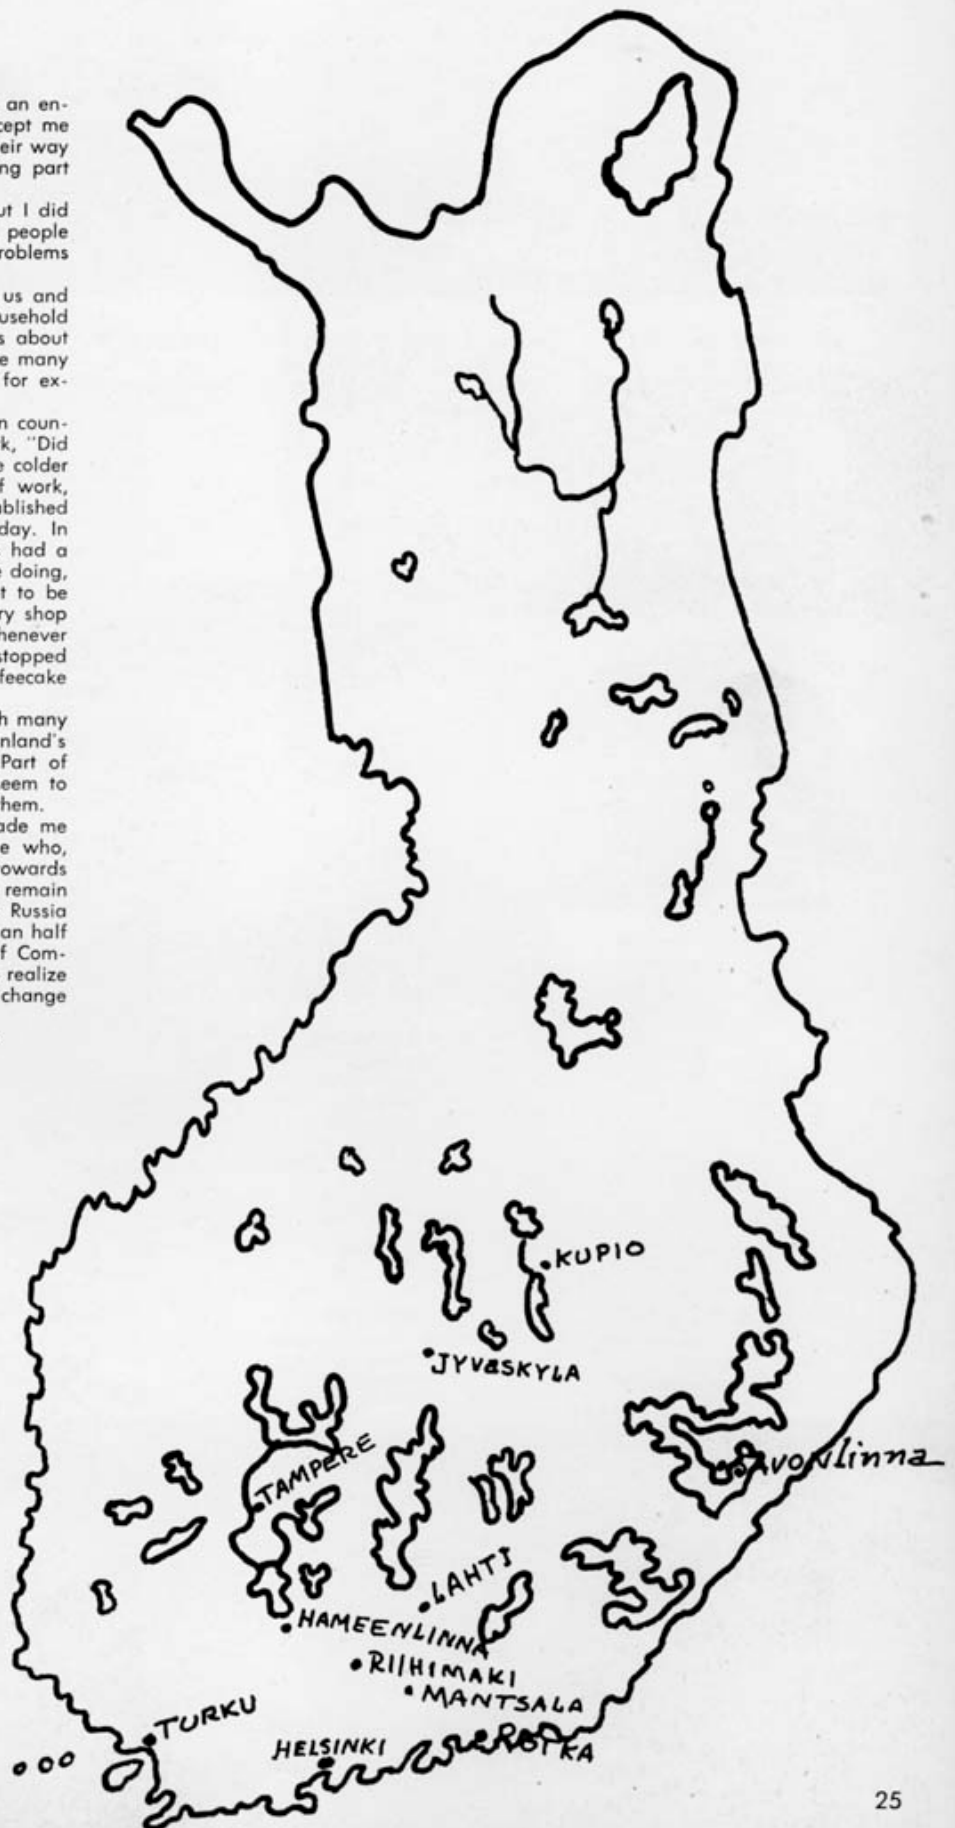 an en-
cept me
eir way
ng part
ut I did
people
roblems
us and
usehold
s about
e many
for ex-
n coun-
k, "Did
e colder
f work,
ablished
day. In
had a
e doing,
t to be
ry shop
henever
stopped
feecake
h many
nland's
Part of
eem to
hem.
ade me
e who,
owards
remain
Russia
an half
f Com-
realize
change
KUPIO
JYVÄSKYLA
TAMPERE
SAVONlinna
LAHTI
HAMEENLINNA
RIIHIMAKI
MANTSALA
TURKU
HELSINKI
25